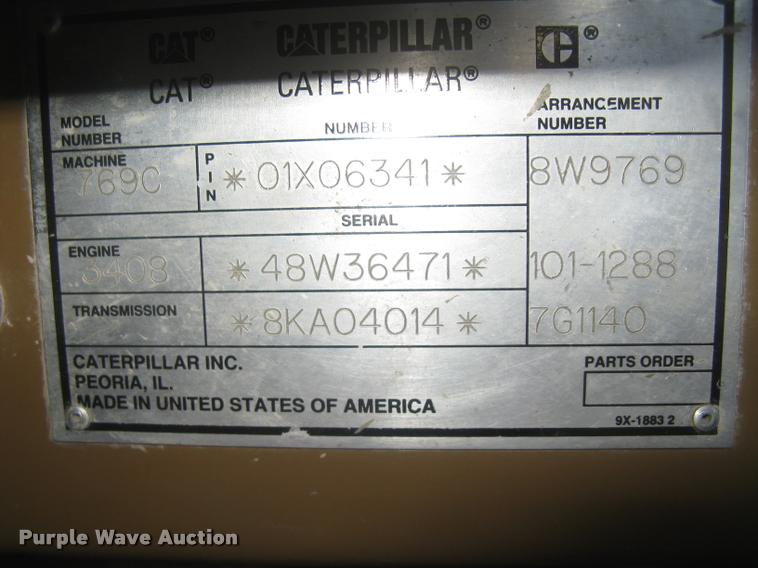 CAT® CATERPILLAR® C ®
CAT® CATERPILLAR®
MODEL NUMBER NUMBER ARRANGEMENT NUMBER
MACHINE 769C PIN *01X06341* 8W9769
SERIAL
ENGINE 3408 *48W36471* 101-1288
TRANSMISSION *8KA04014* 7G1140
CATERPILLAR INC. PARTS ORDER
PEORIA, IL.
MADE IN UNITED STATES OF AMERICA
9X-1883 2
Purple Wave Auction